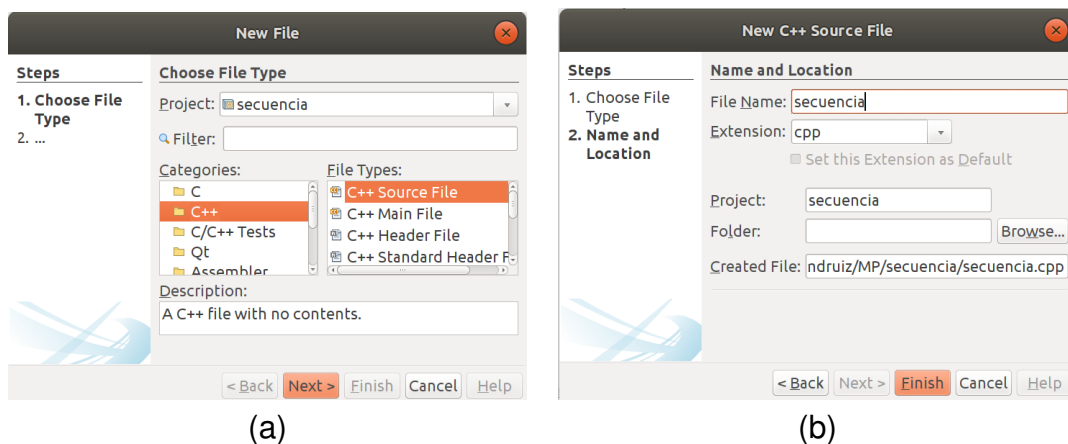 New File
Steps
1. Choose File
Type
2. ...
Choose File Type
Project: secuencia
Filter:
Categories:
C
C++
C/C++ Tests
Qt
Assembler
File Types:
C++ Source File
C++ Main File
C++ Header File
C++ Standard Header F
Description:
A C++ file with no contents.
< Back Next > Finish Cancel Help
(a)
New C++ Source File
Steps
1. Choose File
Type
2. Name and
Location
Name and Location
File Name: secuencia
Extension: cpp
Set this Extension as Default
Project: secuencia
Folder: Browse...
Created File: ndruiz/MP/secuencia/secuencia.cpp
< Back Next > Finish Cancel Help
(b)